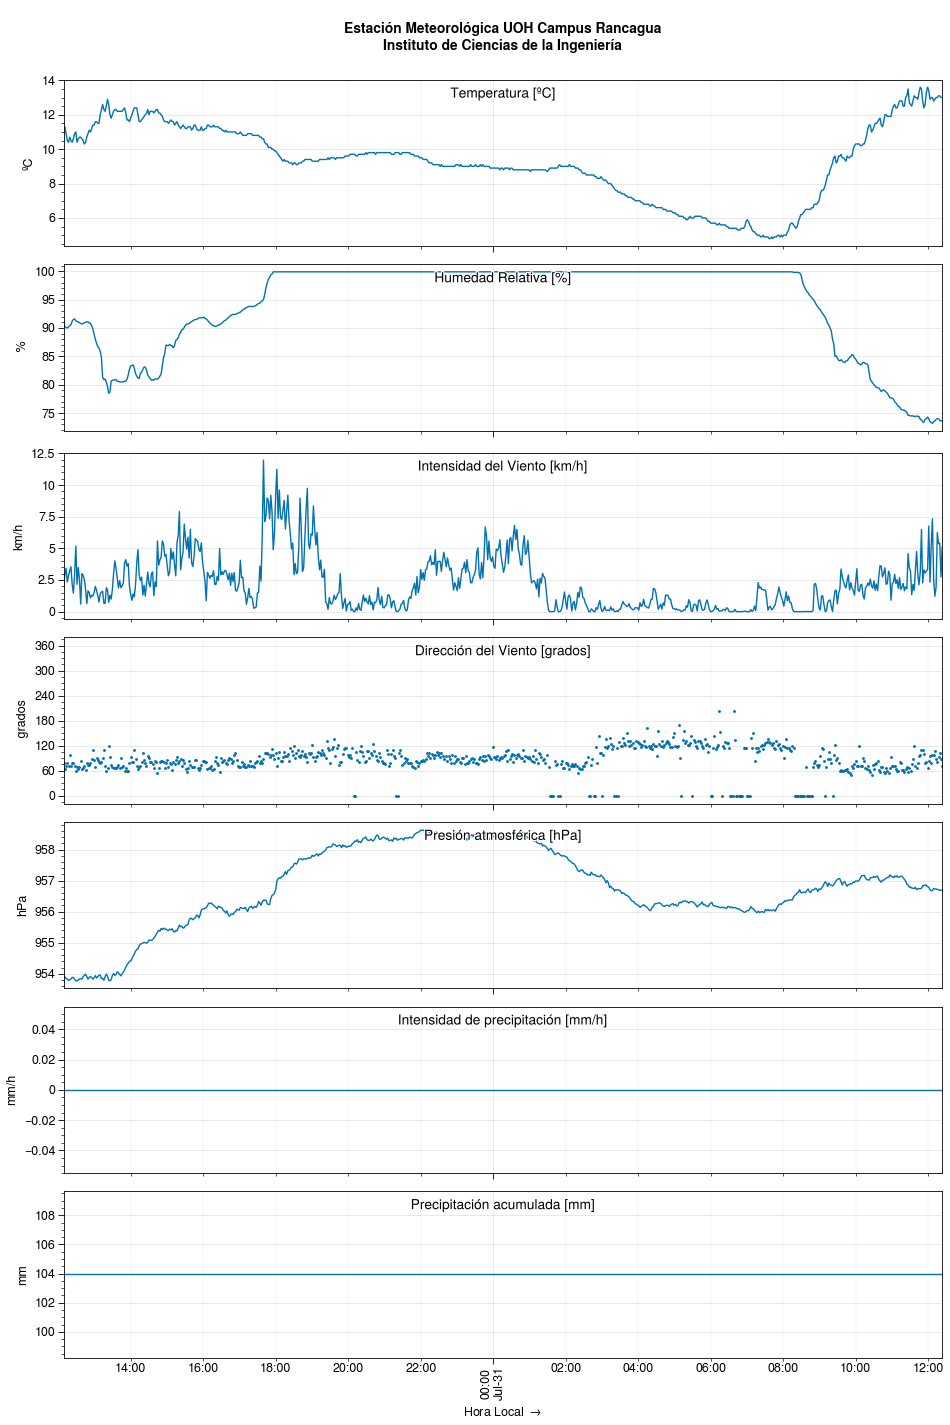 Estación Meteorológica UOH Campus Rancagua
Instituto de Ciencias de la Ingeniería
Temperatura [ºC]
ºC
14
12
10
8
6
Humedad Relativa [%]
%
100
95
90
85
80
75
Intensidad del Viento [km/h]
km/h
12.5
10
7.5
5
2.5
0
Dirección del Viento [grados]
grados
360
300
240
180
120
60
0
Presión atmosférica [hPa]
hPa
958
957
956
955
954
Intensidad de precipitación [mm/h]
mm/h
0.04
0.02
0
−0.02
−0.04
Precipitación acumulada [mm]
mm
108
106
104
102
100
14:00 16:00 18:00 20:00 22:00 00:00 02:00 04:00 06:00 08:00 10:00 12:00
Jul-31
Hora Local →